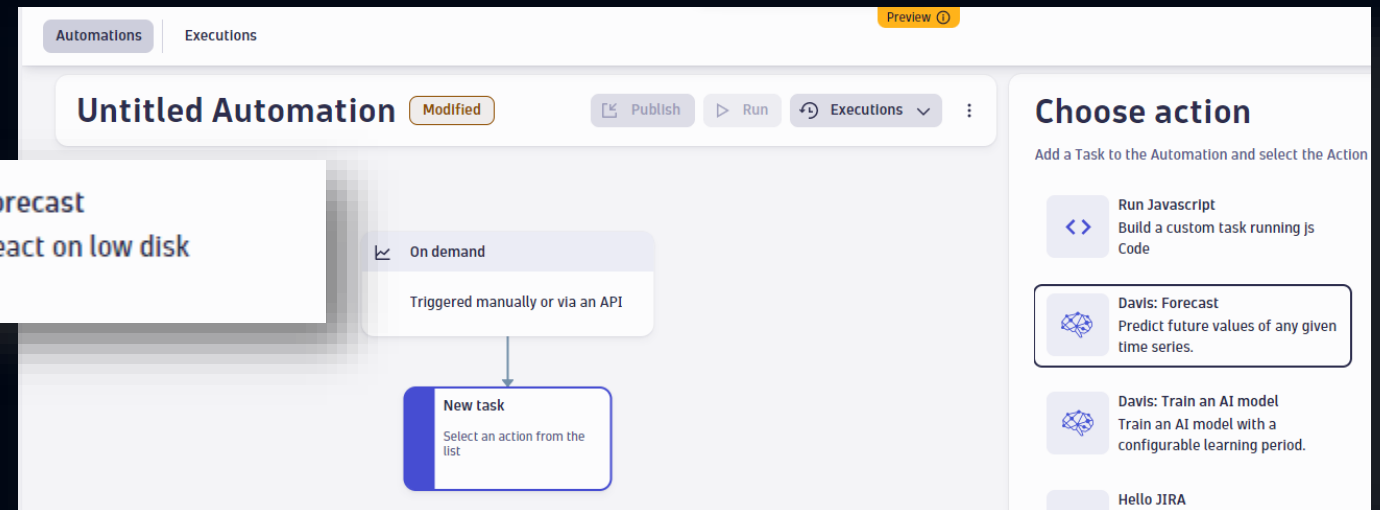 Preview
Automations
Executions
Untitled Automation
Modified
Publish
Run
Executions
eact on low disk
On demand
Triggered manually or via an API
New task
Select an action from the
list
Choose action
Add a Task to the Automation and select the Action
Run Javascript
Build a custom task running js
Code
Davis: Forecast
Predict future values of any given
time series.
Davis: Train an AI model
Train an AI model with a
configurable learning period.
Hello JIRA